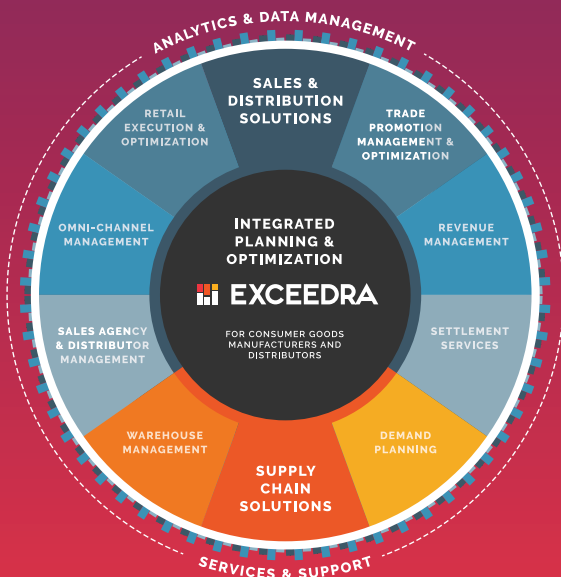 ANALYTICS & DATA MANAGEMENT
SALES &
DISTRIBUTION
SOLUTIONS
TRADE
PROMOTION
MANAGEMENT &
OPTIMIZATION
REVENUE
MANAGEMENT
SETTLEMENT
SERVICES
DEMAND
PLANNING
SUPPLY
CHAIN
SOLUTIONS
WAREHOUSE
MANAGEMENT
SALES AGENCY
& DISTRIBUTOR
MANAGEMENT
OMNI-CHANNEL
MANAGEMENT
RETAIL
EXECUTION &
OPTIMIZATION
INTEGRATED
PLANNING &
OPTIMIZATION
EXCEEDRA
FOR CONSUMER GOODS
MANUFACTURERS AND
DISTRIBUTORS
SERVICES & SUPPORT